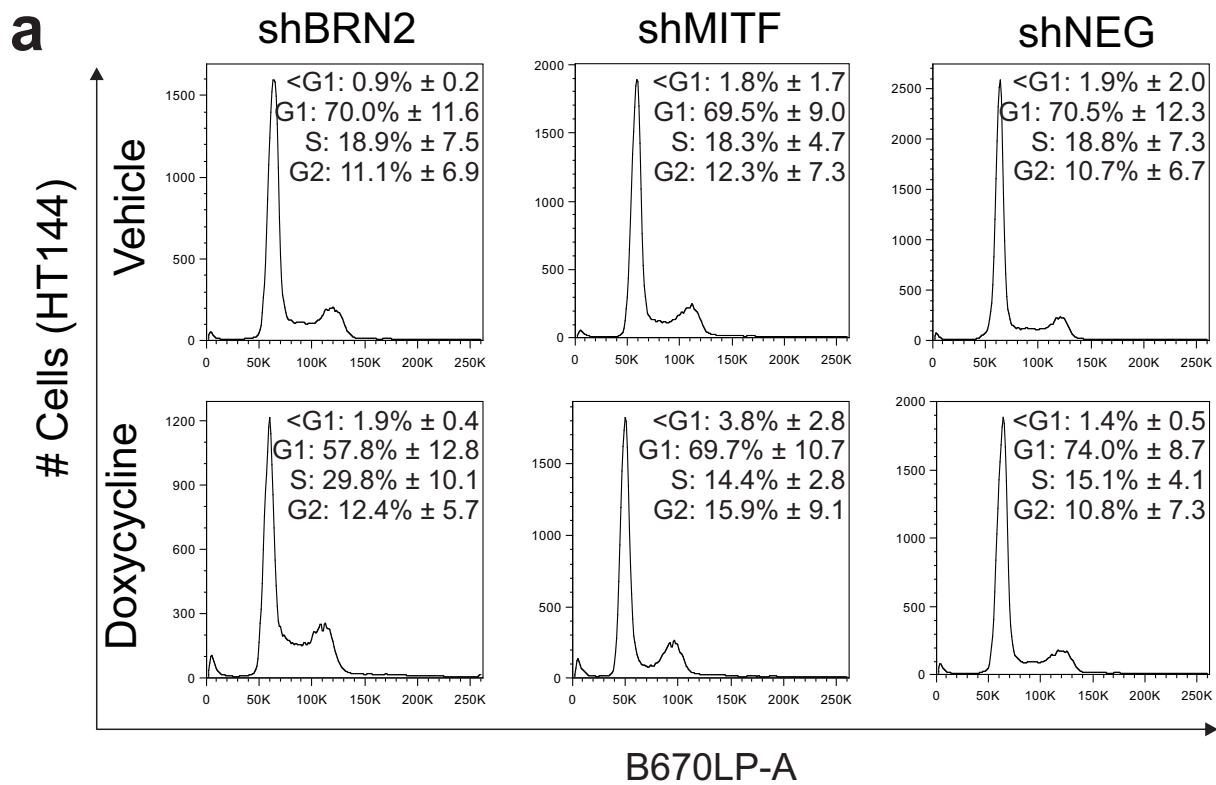 a
shBRN2
shMITF
shNEG
# Cells (HT144)
Vehicle
<G1: 0.9% ± 0.2
G1: 70.0% ± 11.6
S: 18.9% ± 7.5
G2: 11.1% ± 6.9
1500
1000
500
0
0 50K 100K 150K 200K 250K
<G1: 1.8% ± 1.7
G1: 69.5% ± 9.0
S: 18.3% ± 4.7
G2: 12.3% ± 7.3
2000
1500
1000
500
0
0 50K 100K 150K 200K 250K
<G1: 1.9% ± 2.0
G1: 70.5% ± 12.3
S: 18.8% ± 7.3
G2: 10.7% ± 6.7
2500
2000
1500
1000
500
0
0 50K 100K 150K 200K 250K
Doxycycline
<G1: 1.9% ± 0.4
G1: 57.8% ± 12.8
S: 29.8% ± 10.1
G2: 12.4% ± 5.7
1200
900
600
300
0
0 50K 100K 150K 200K 250K
<G1: 3.8% ± 2.8
G1: 69.7% ± 10.7
S: 14.4% ± 2.8
G2: 15.9% ± 9.1
1500
1000
500
0
0 50K 100K 150K 200K 250K
<G1: 1.4% ± 0.5
G1: 74.0% ± 8.7
S: 15.1% ± 4.1
G2: 10.8% ± 7.3
2000
1500
1000
500
0
0 50K 100K 150K 200K 250K
B670LP-A